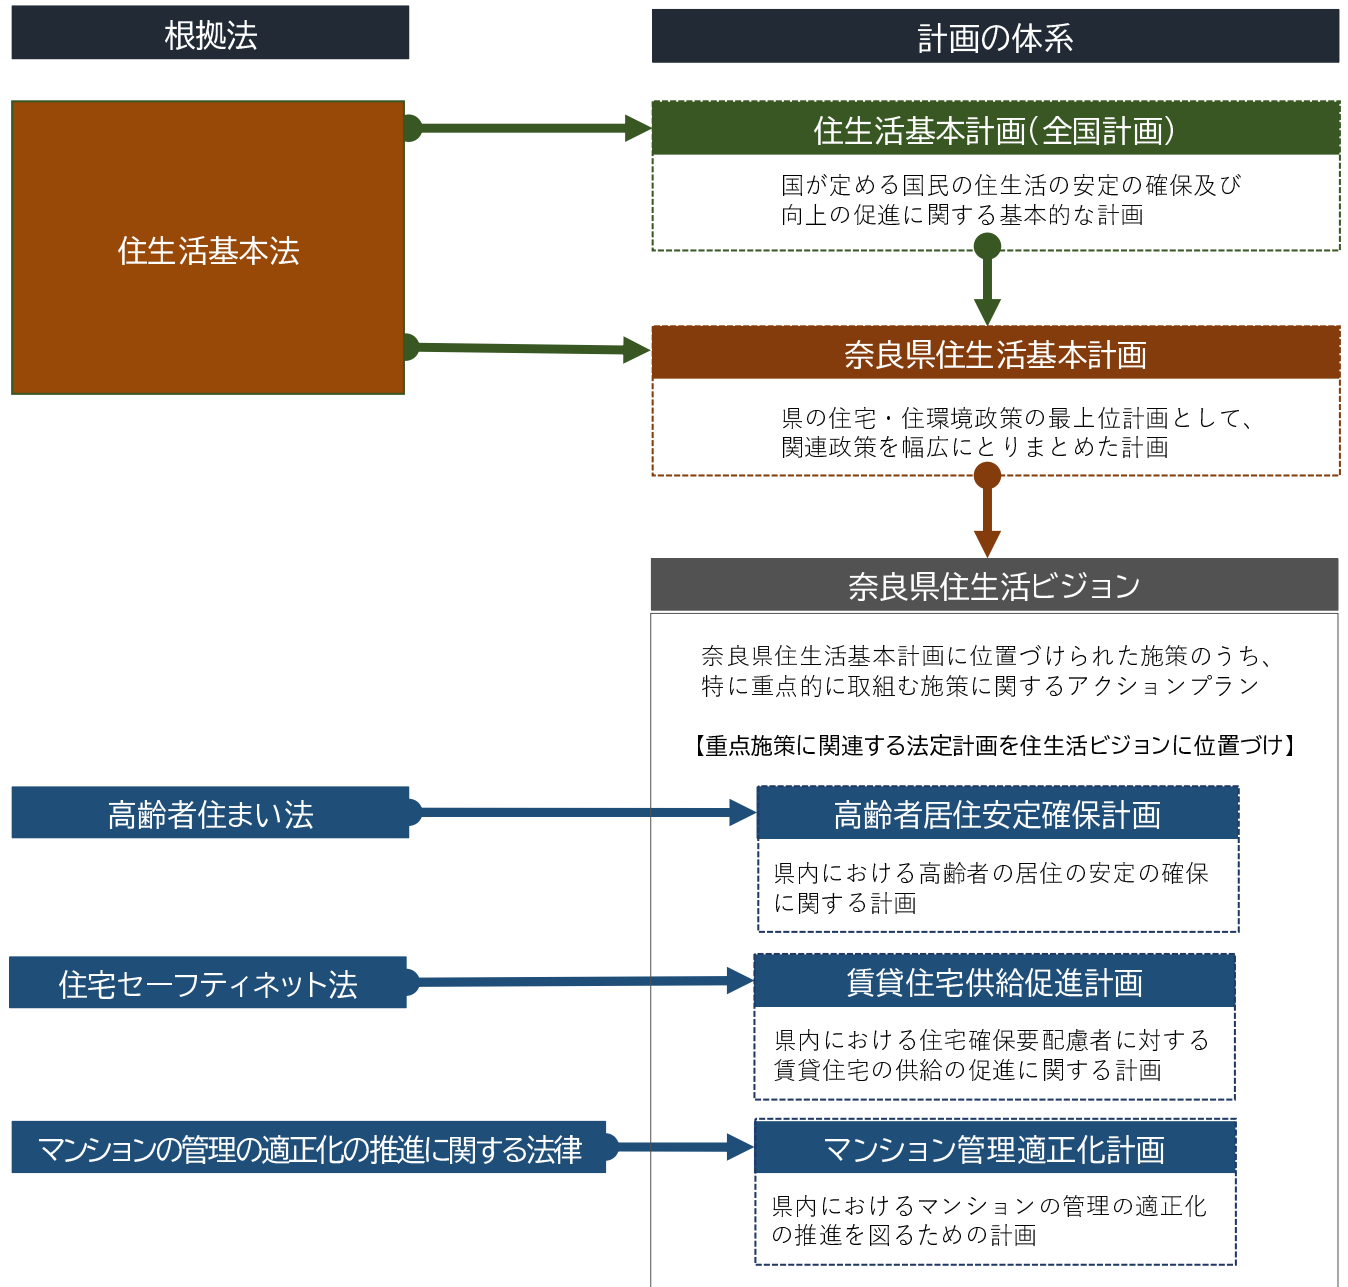 根拠法
計画の体系
住生活基本法
住生活基本計画(全国計画)
国が定める国民の住生活の安定の確保及び
向上の促進に関する基本的な計画
奈良県住生活基本計画
県の住宅・住環境政策の最上位計画として、
関連政策を幅広にとりまとめた計画
奈良県住生活ビジョン
奈良県住生活基本計画に位置づけられた施策のうち、
特に重点的に取組む施策に関するアクションプラン
【重点施策に関連する法定計画を住生活ビジョンに位置づけ】
高齢者住まい法
高齢者居住安定確保計画
県内における高齢者の居住の安定の確保
に関する計画
住宅セーフティネット法
賃貸住宅供給促進計画
県内における住宅確保要配慮者に対する
賃貸住宅の供給の促進に関する計画
マンションの管理の適正化の推進に関する法律
マンション管理適正化計画
県内におけるマンションの管理の適正化
の推進を図るための計画